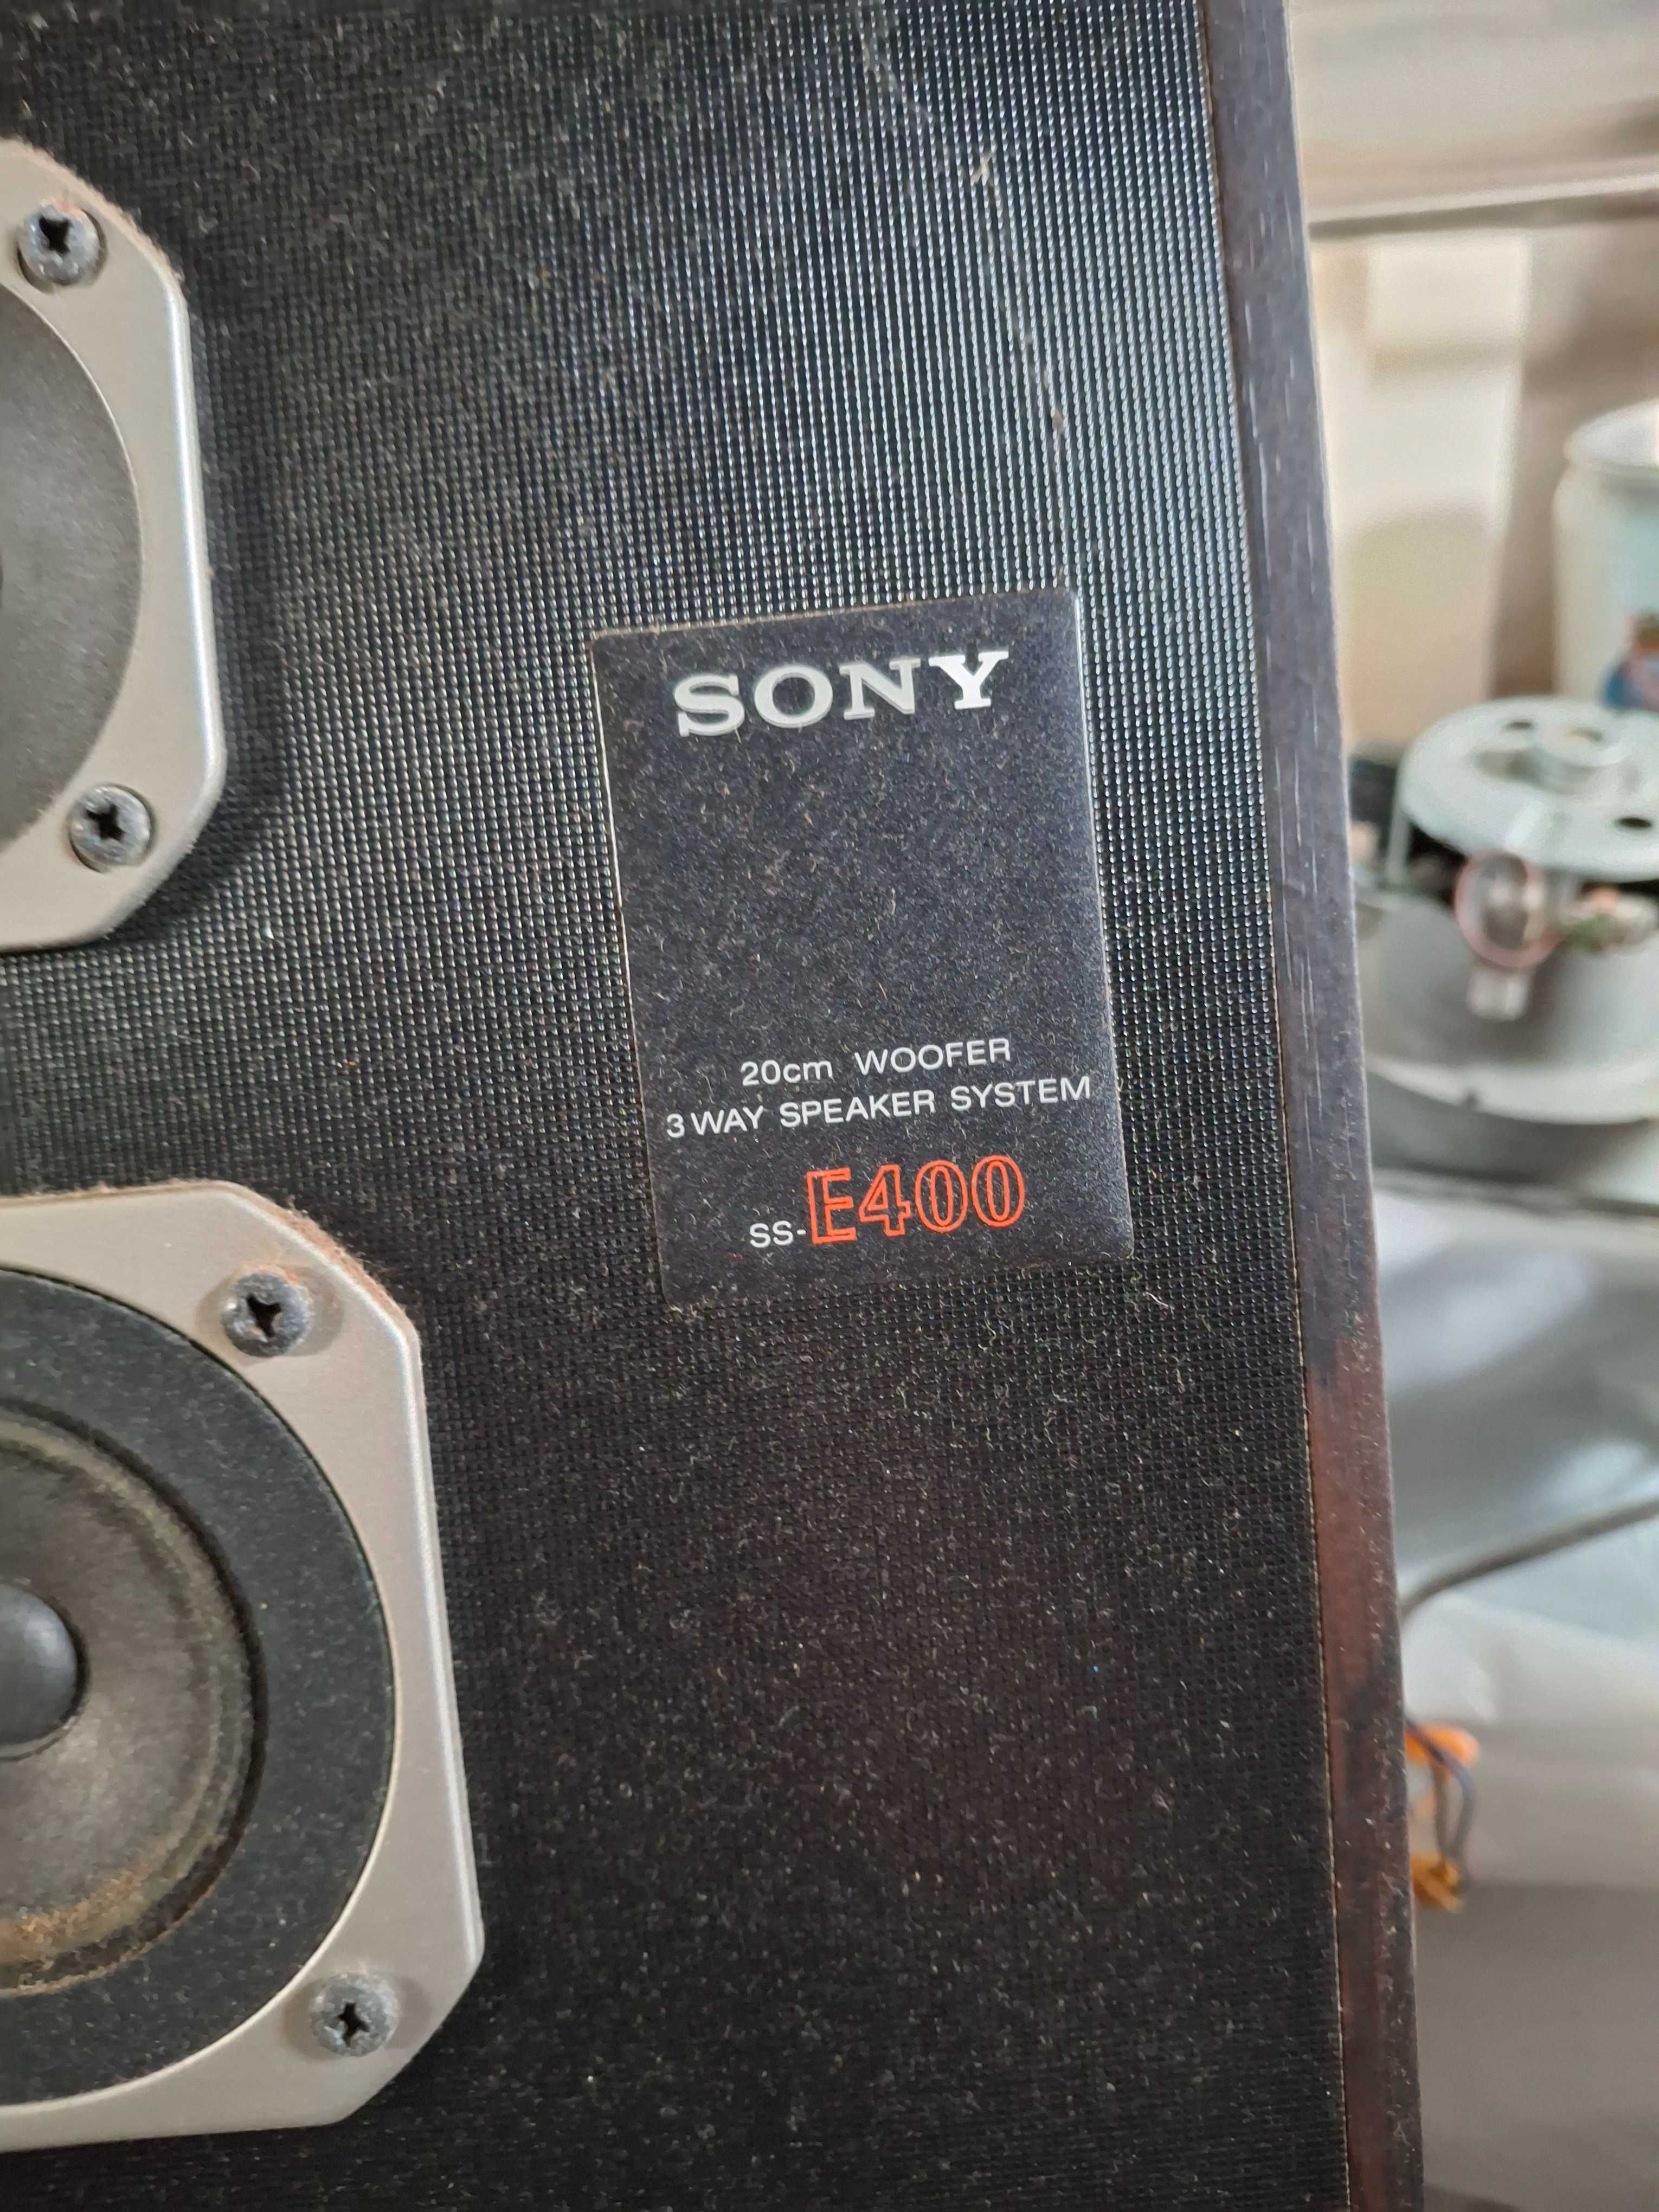 SONY
20cm WOOFER
3 WAY SPEAKER SYSTEM
SS-E400